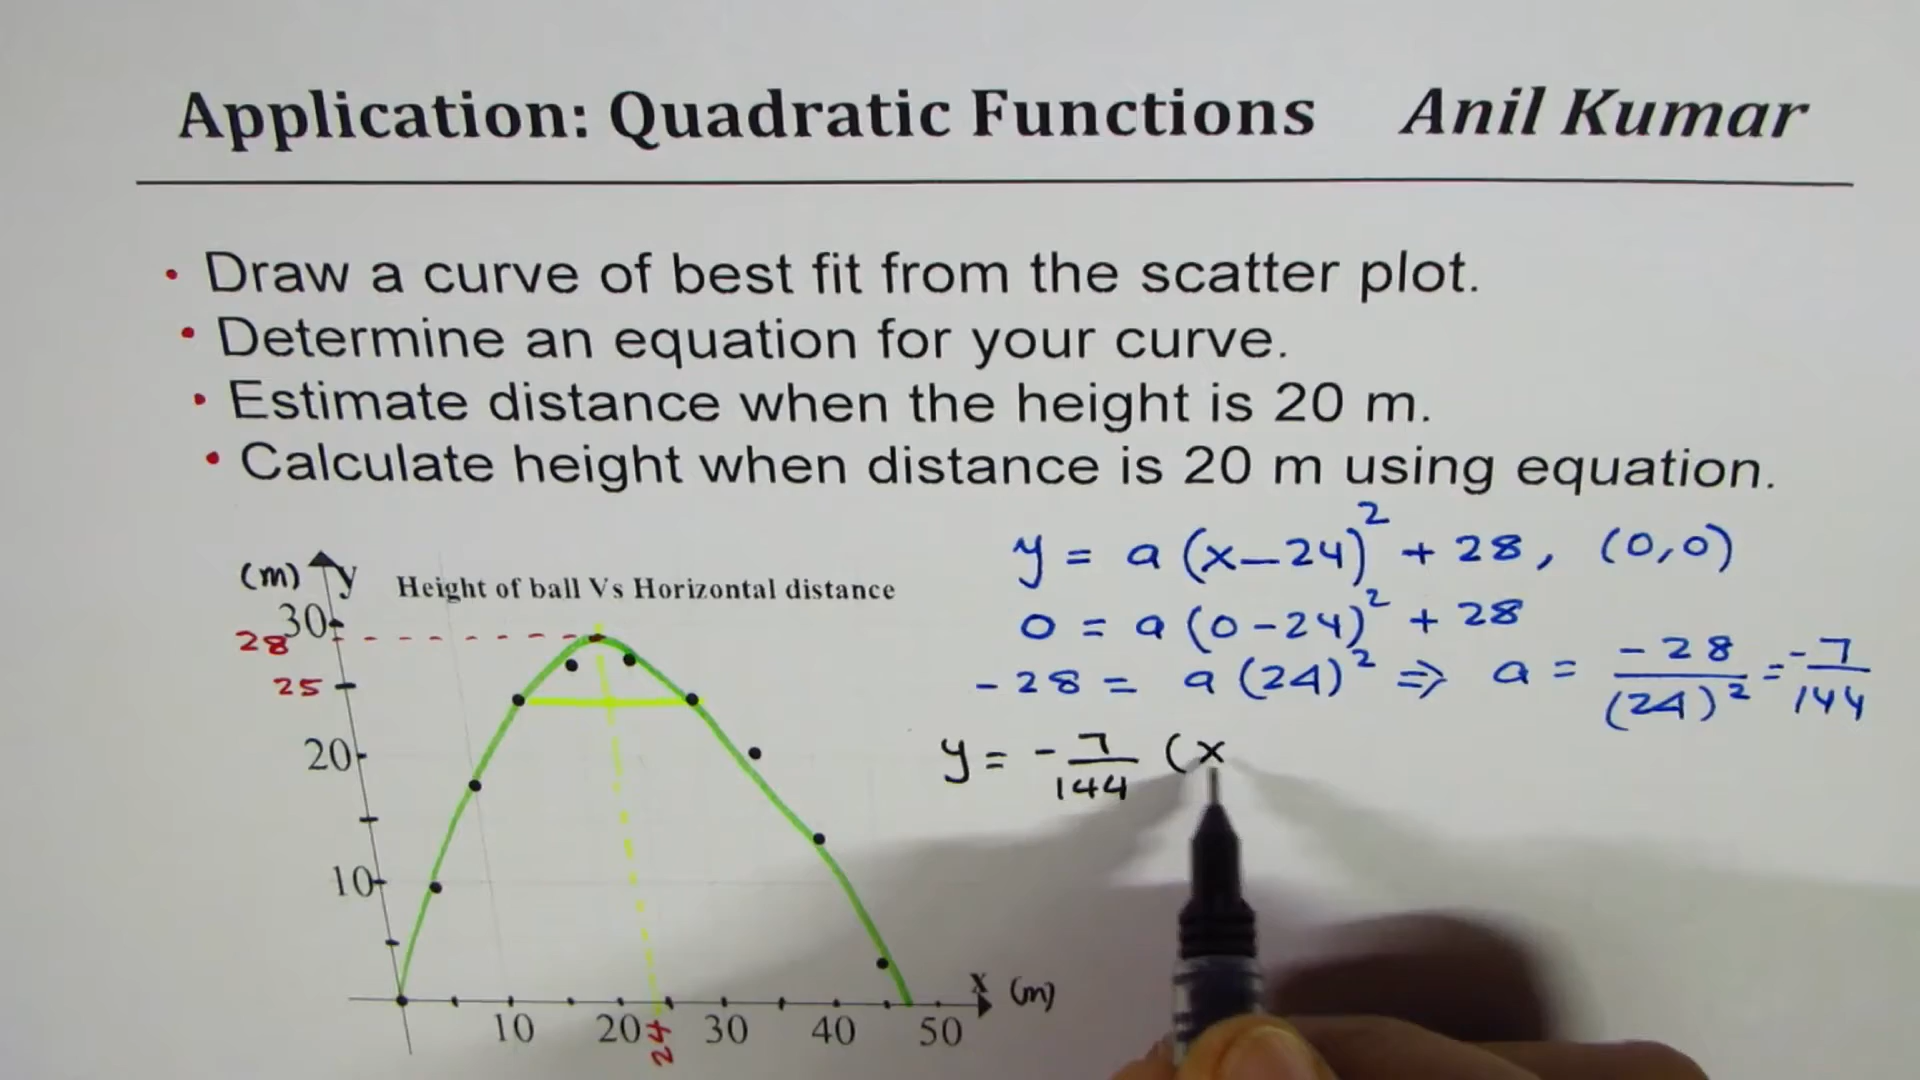 Application: Quadratic Functions Anil Kumar
• Draw a curve of best fit from the scatter plot.
• Determine an equation for your curve.
• Estimate distance when the height is 20 m.
• Calculate height when distance is 20 m using equation.
y = a (x – 24)² + 28, (0,0)
0 = a (0 - 24)² + 28
- 28 = a (24)² ⇒ a = -28/(24)² = -7/144
y = -7/144 (x
(m) y Height of ball Vs Horizontal distance
30
28
25
20
10
x (m)
10 20 24 30 40 50